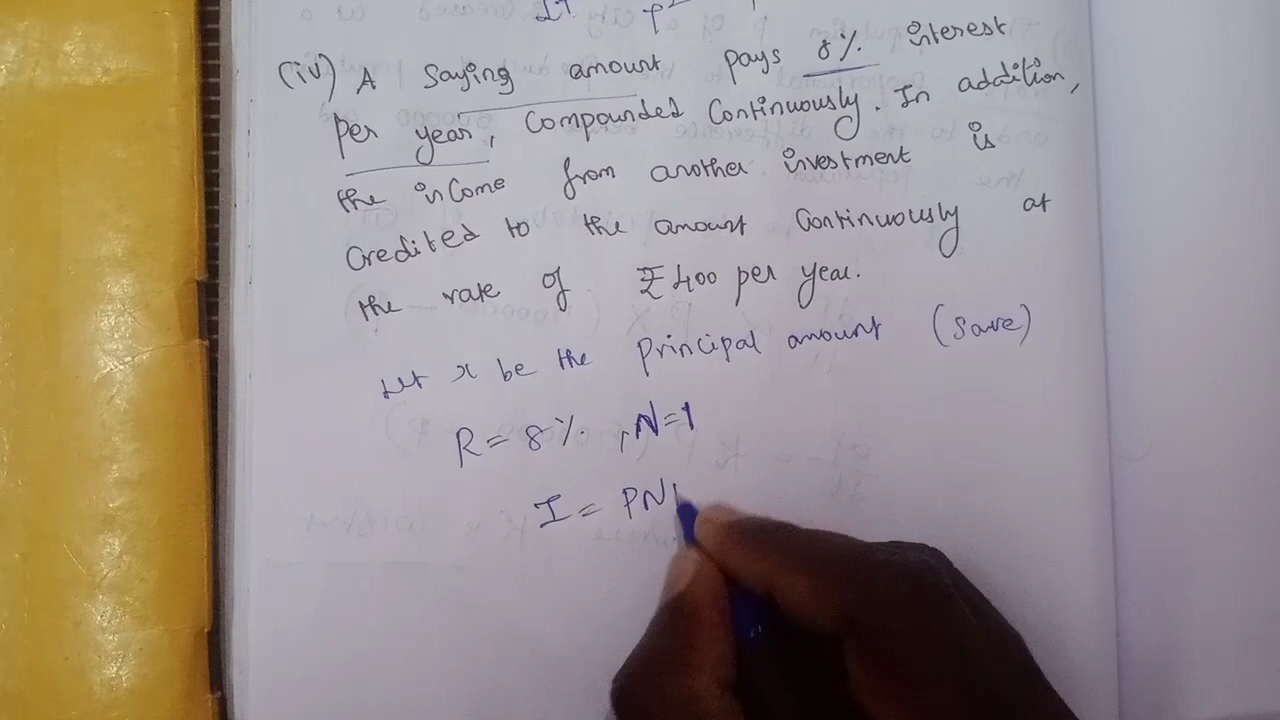 (iv) A Saying amount pays 8% interest
per year, Compounded Continuously. In addition,
the inCome from another investment is
Credited to the amount Continuously at
the rate of ₹400 per year.
Let x be the principal amount (Save)
R = 8%. , N=1
I = PN